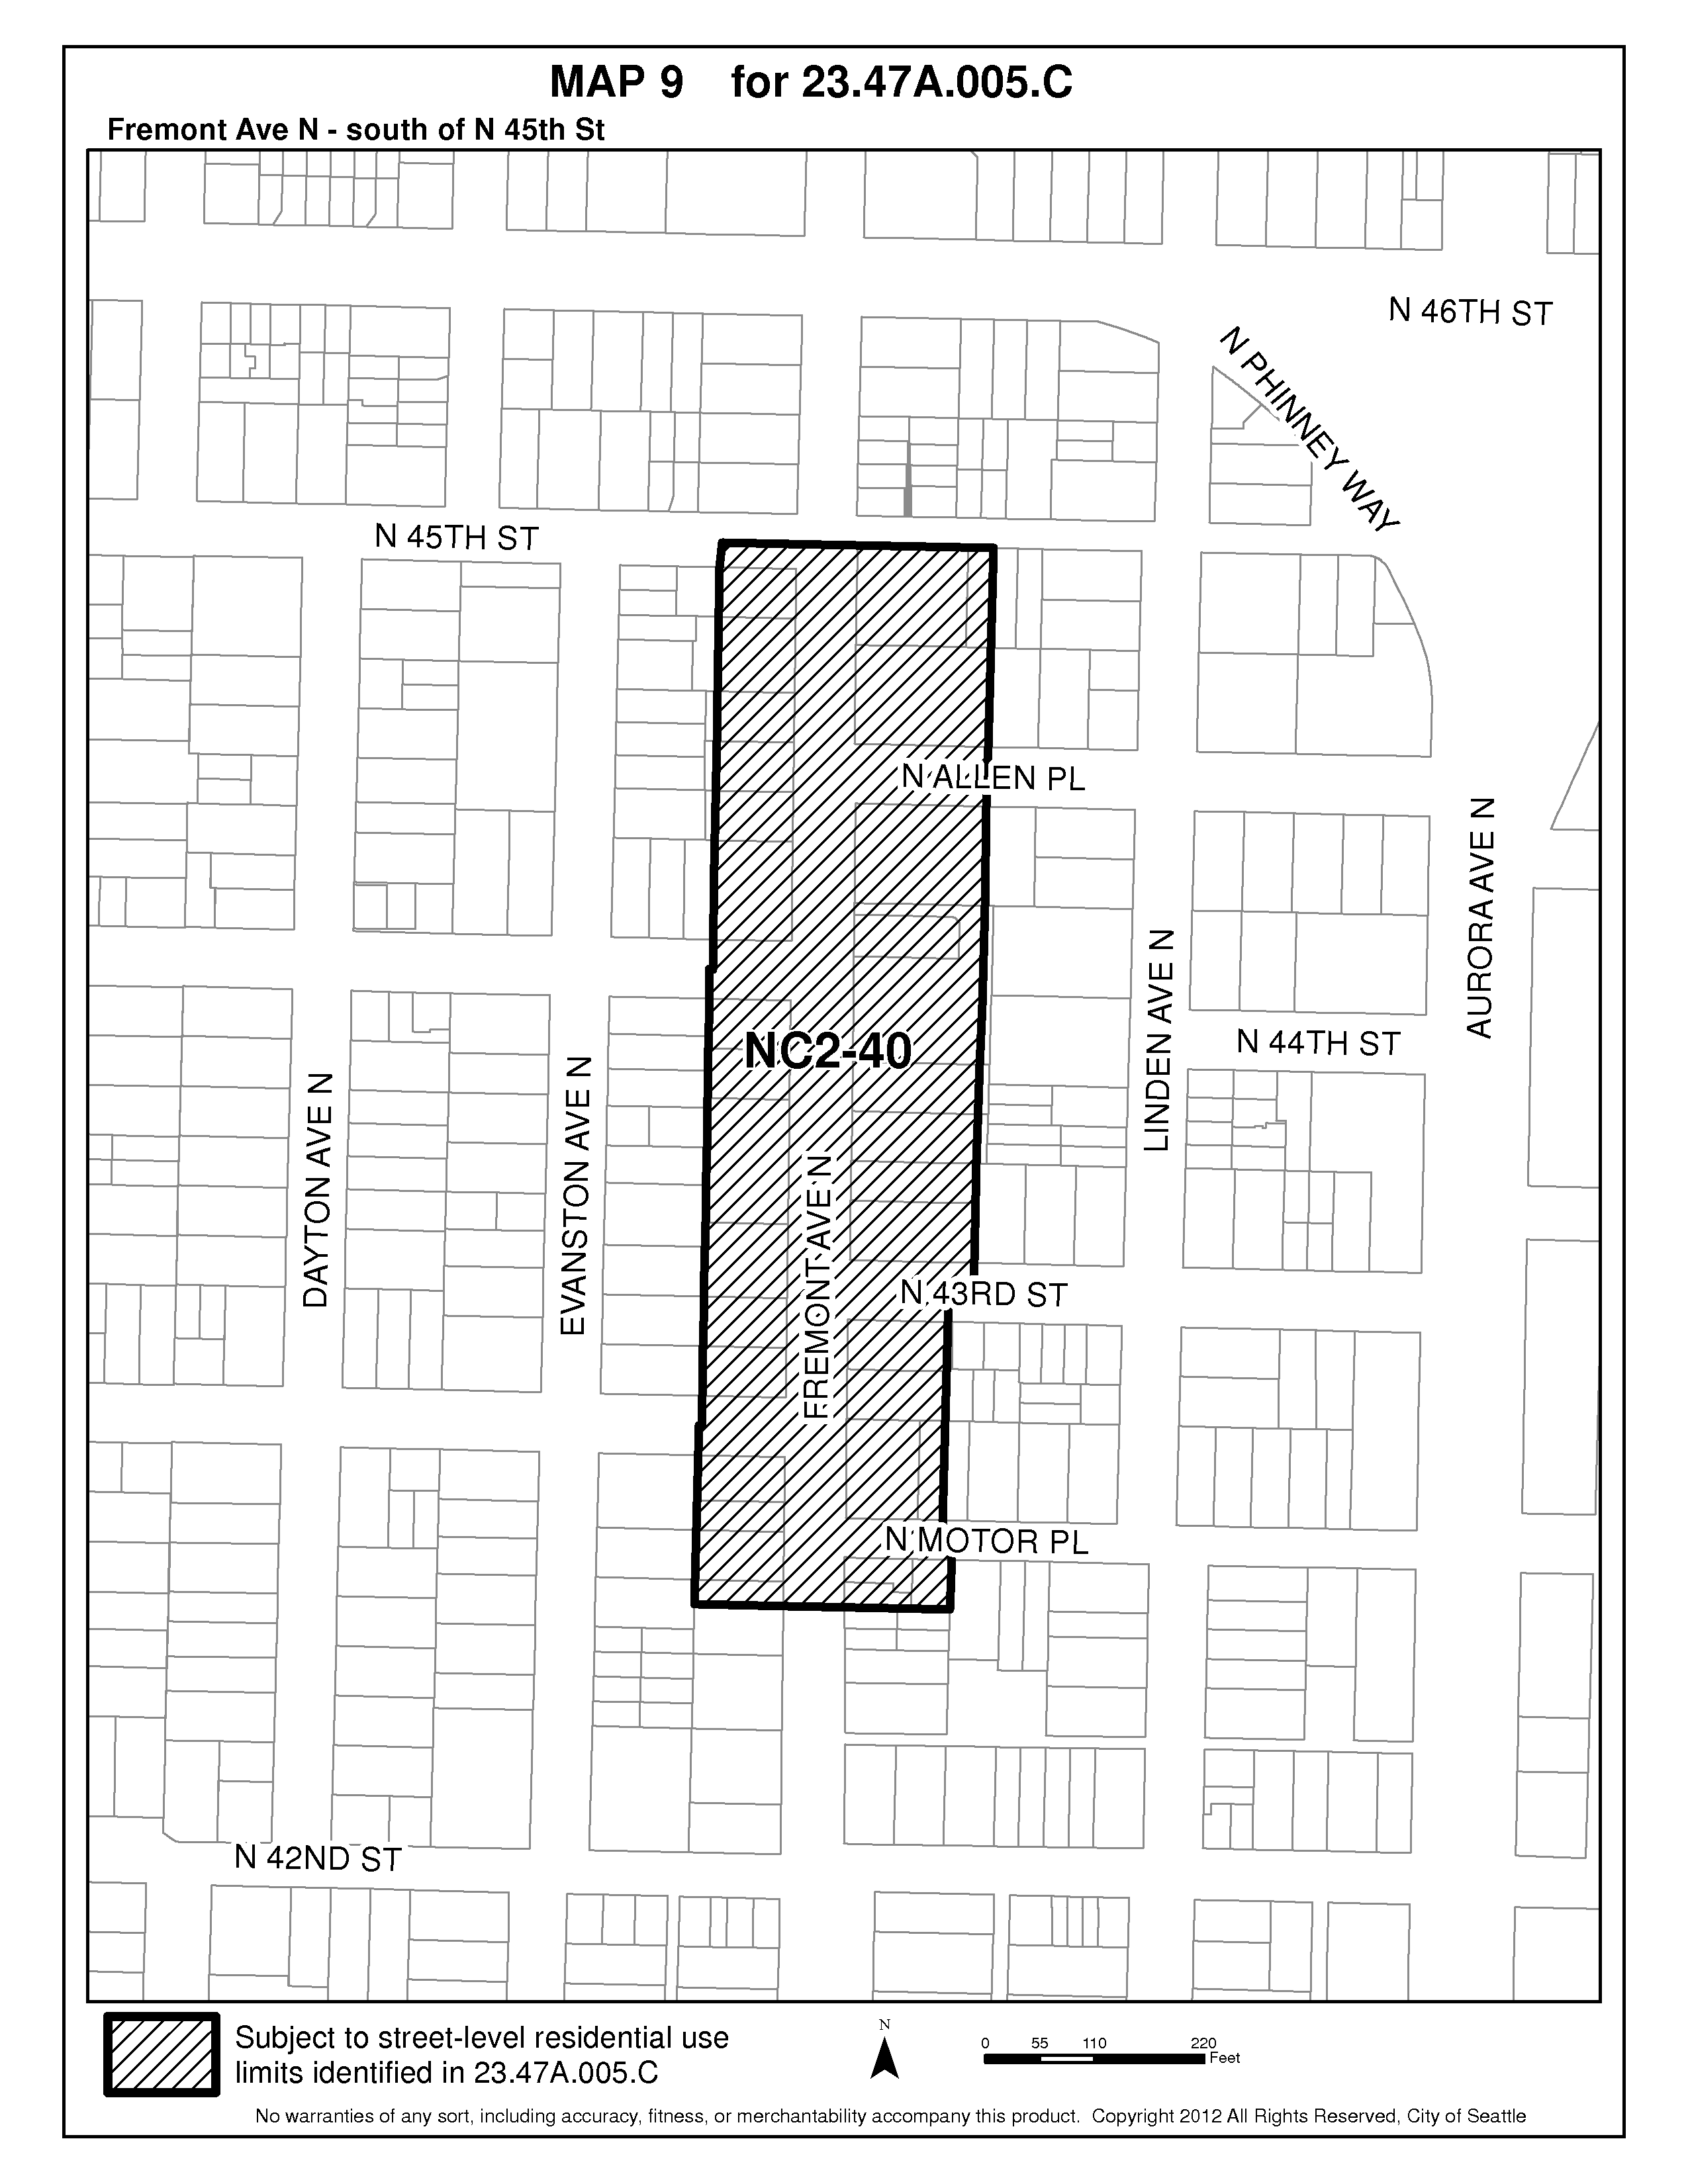 MAP 9 for 23.47A.005.C
Fremont Ave N - south of N 45th St
N 46TH ST
N PHINNEY WAY
N 45TH ST
N ALLEN PL
AURORA AVE N
LINDEN AVE N
N 44TH ST
NC2-40
DAYTON AVE N
EVANSTON AVE N
FREMONT AVE N
N 43RD ST
N MOTOR PL
N 42ND ST
Subject to street-level residential use
limits identified in 23.47A.005.C
N
0 55 110 220
Feet
No warranties of any sort, including accuracy, fitness, or merchantability accompany this product. Copyright 2012 All Rights Reserved, City of Seattle